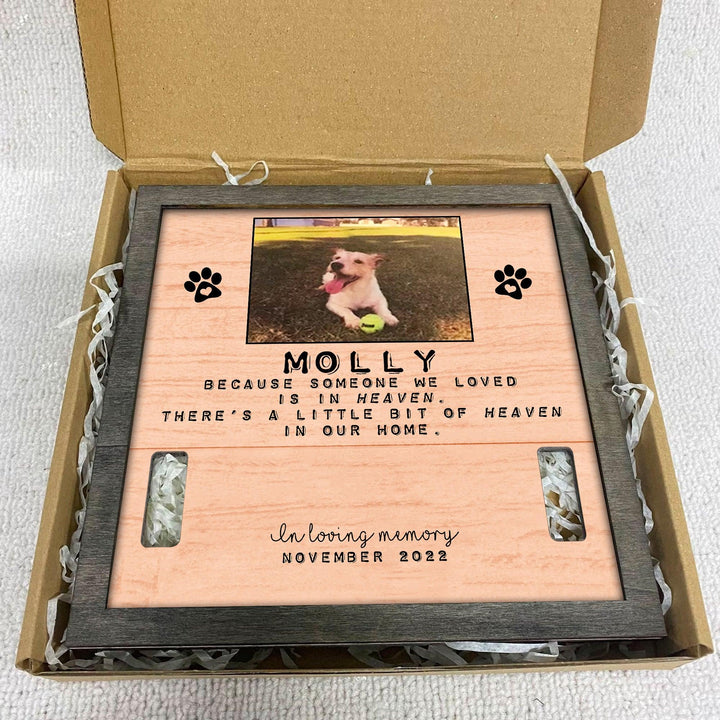 MOLLY
BECAUSE SOMEONE WE LOVED
IS IN HEAVEN.
THERE'S A LITTLE BIT OF HEAVEN
IN OUR HOME.
In loving memory
NOVEMBER 2022